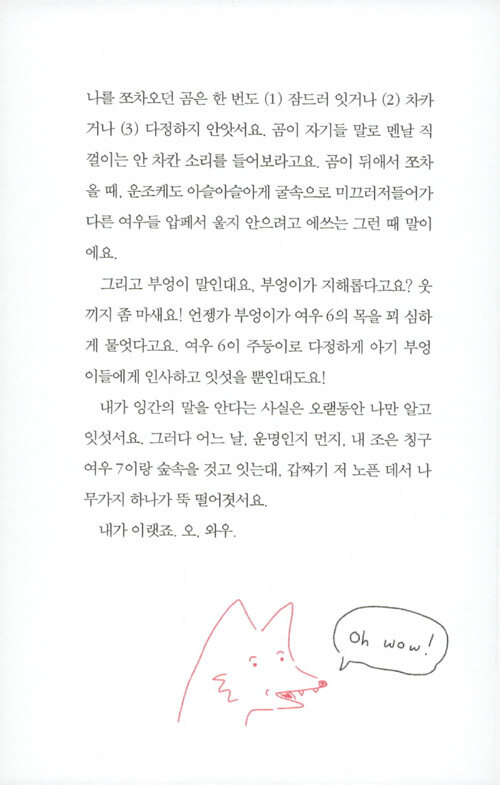 나를 쪼차오던 곰은 한 번도 (1) 잠드러 잇거나 (2) 차카
거나 (3) 다정하지 안앗서요. 곰이 자기들 말로 멘날 직
껄이는 안 차칸 소리를 들어보라고요. 곰이 뒤애서 쪼차
올 때, 운조케도 아슬아슬아게 굴속으로 미끄러저들어가
다른 여우들 압페서 울지 안으려고 에쓰는 그런 때 말이
에요.
그리고 부엉이 말인대요, 부엉이가 지해롭다고요? 웃
끼지 좀 마새요! 언젱가 부엉이가 여우 6의 목을 꾀 심하
게 물엇다고요. 여우 6이 주둥이로 다정하게 아기 부엉
이들에게 인사하고 잇섯을 뿐인대도요!
내가 잉간의 말을 안다는 사실은 오랟동안 나만 알고
잇섯서요. 그러다 어느 날, 운명인지 먼지, 내 조은 칭구
여우 7이랑 숲속을 것고 잇는대, 갑짜기 저 노픈 데서 나
무가지 하나가 뚝 떨어젓서요.
내가 이랫죠. 오, 와우.
Oh wow!